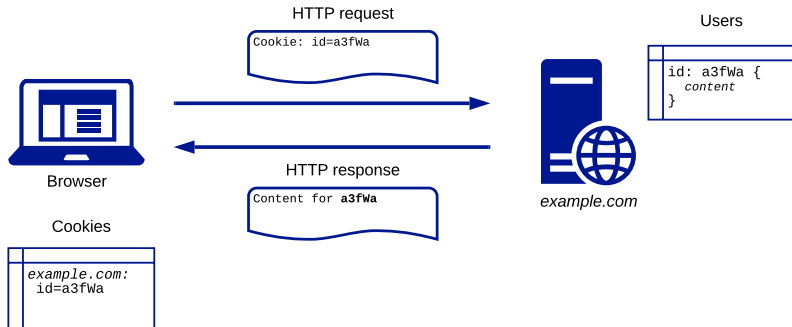 HTTP request
Cookie: id=a3fWa
Users
id: a3fWa {
content
}
Browser
HTTP response
Content for a3fWa
example.com
Cookies
example.com:
id=a3fWa